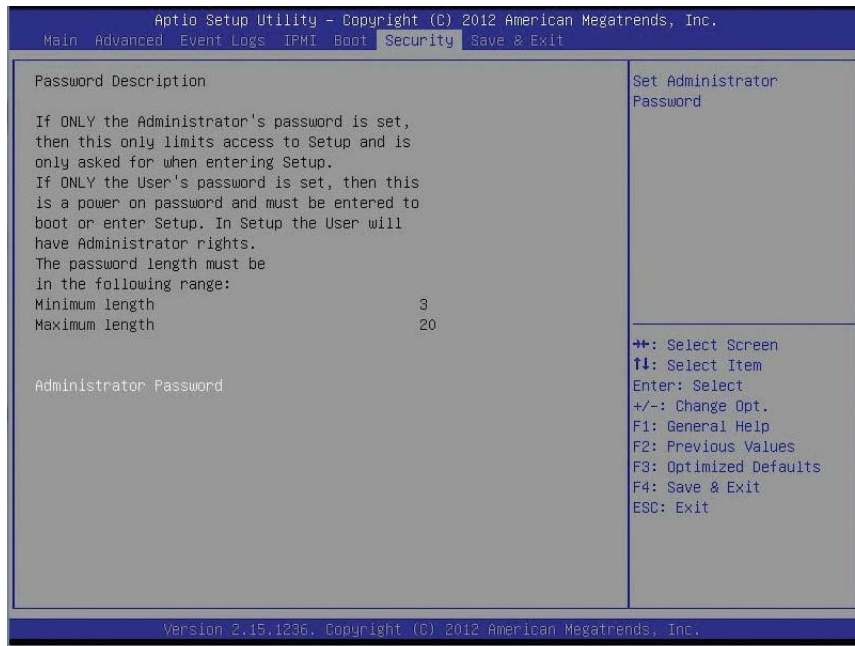 Aptio Setup Utility – Copyright (C) 2012 American Megatrends, Inc.
Main Advanced Event Logs IPMI Boot Security Save & Exit
Password Description
If ONLY the Administrator's password is set,
then this only limits access to Setup and is
only asked for when entering Setup.
If ONLY the User's password is set, then this
is a power on password and must be entered to
boot or enter Setup. In Setup the User will
have Administrator rights.
The password length must be
in the following range:
Minimum length 3
Maximum length 20
Administrator Password
Set Administrator
Password
→←: Select Screen
↑↓: Select Item
Enter: Select
+/-: Change Opt.
F1: General Help
F2: Previous Values
F3: Optimized Defaults
F4: Save & Exit
ESC: Exit
Version 2.15.1236. Copyright (C) 2012 American Megatrends, Inc.